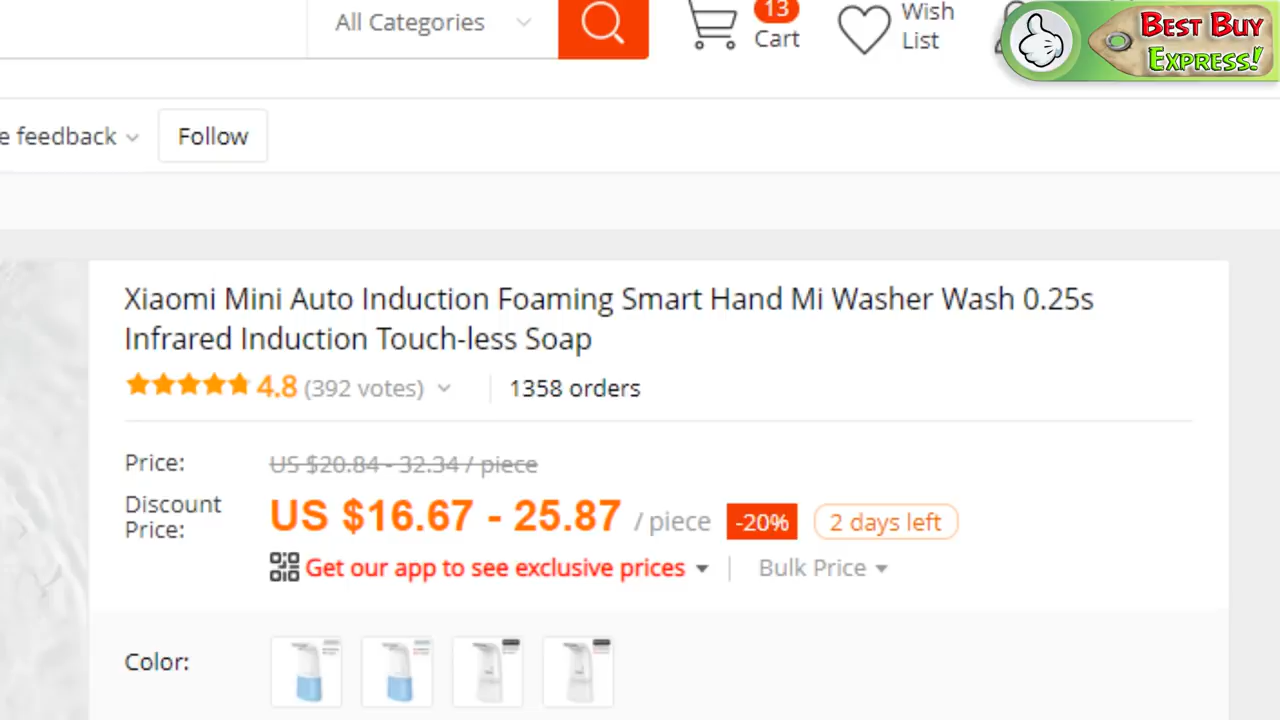 All Categories
13
Cart
Wish
List
BEST BUY
EXPRESS!
e feedback
Follow
Xiaomi Mini Auto Induction Foaming Smart Hand Mi Washer Wash 0.25s
Infrared Induction Touch-less Soap
4.8 (392 votes)
1358 orders
Price:
US $20.84 - 32.34 / piece
Discount
Price:
US $16.67 - 25.87 / piece
-20%
2 days left
Get our app to see exclusive prices
Bulk Price
Color: